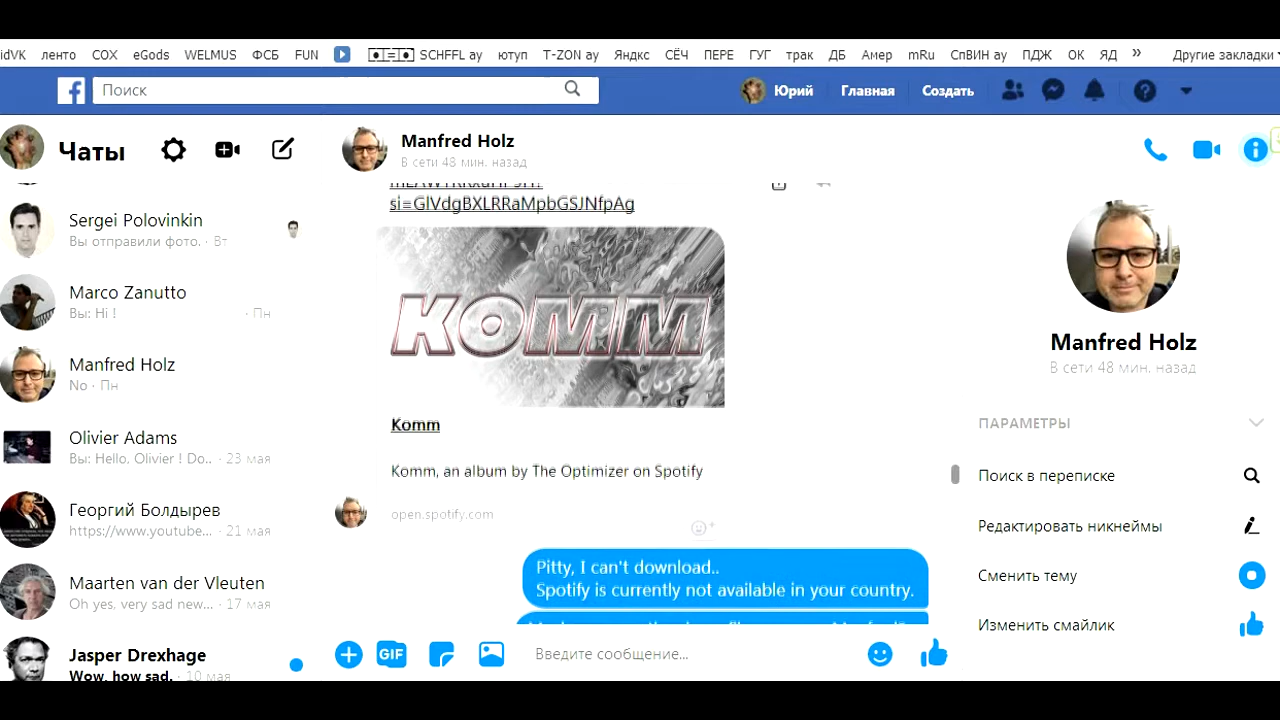 idVK ленто СОХ eGods WELMUS ФСБ FUN SCHFFL ау ютуп T-ZON ау Яндкс СЁЧ ПЕРЕ ГУГ трак ДБ Амер mRu СпВИН ау ПДЖ ОК ЯД » Другие закладки
f Поиск Юрий Главная Создать
Чаты
Manfred Holz
В сети 48 мин. назад
si=GlVdgBXLRRaMpbGSJNfpAg
Sergei Polovinkin
Вы отправили фото. · Вт
Marco Zanutto
Вы: Hi ! · Пн
Manfred Holz
No · Пн
Olivier Adams
Вы: Hello, Olivier ! Do.. · 23 мая
Георгий Болдырев
https://www.youtube... · 21 мая
Maarten van der Vleuten
Oh yes, very sad new... · 17 мая
Jasper Drexhage
Wow, how sad. · 10 мая
KOMM
Komm
Komm, an album by The Optimizer on Spotify
open.spotify.com
Pitty, I can't download..
Spotify is currently not available in your country.
GIF Введите сообщение...
Manfred Holz
В сети 48 мин. назад
ПАРАМЕТРЫ
Поиск в переписке
Редактировать никнеймы
Сменить тему
Изменить смайлик